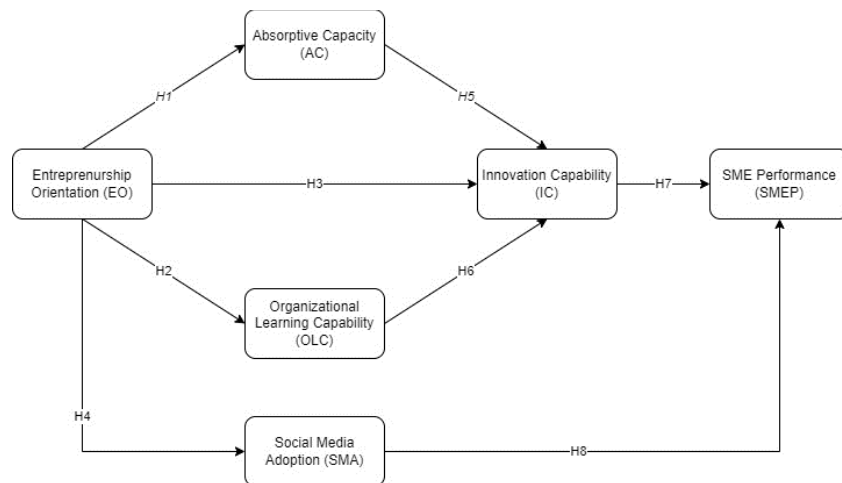 Absorptive Capacity
(AC)
H1
H5
Entreprenurship
Orientation (EO)
H3
Innovation Capability
(IC)
H7
SME Performance
(SMEP)
H2
H6
Organizational
Learning Capability
(OLC)
H4
Social Media
Adoption (SMA)
H8